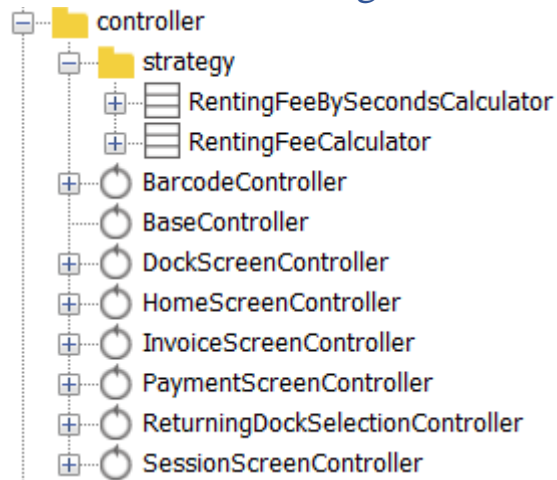 controller
strategy
RentingFeeBySecondsCalculator
RentingFeeCalculator
BarcodeController
BaseController
DockScreenController
HomeScreenController
InvoiceScreenController
PaymentScreenController
ReturningDockSelectionController
SessionScreenController